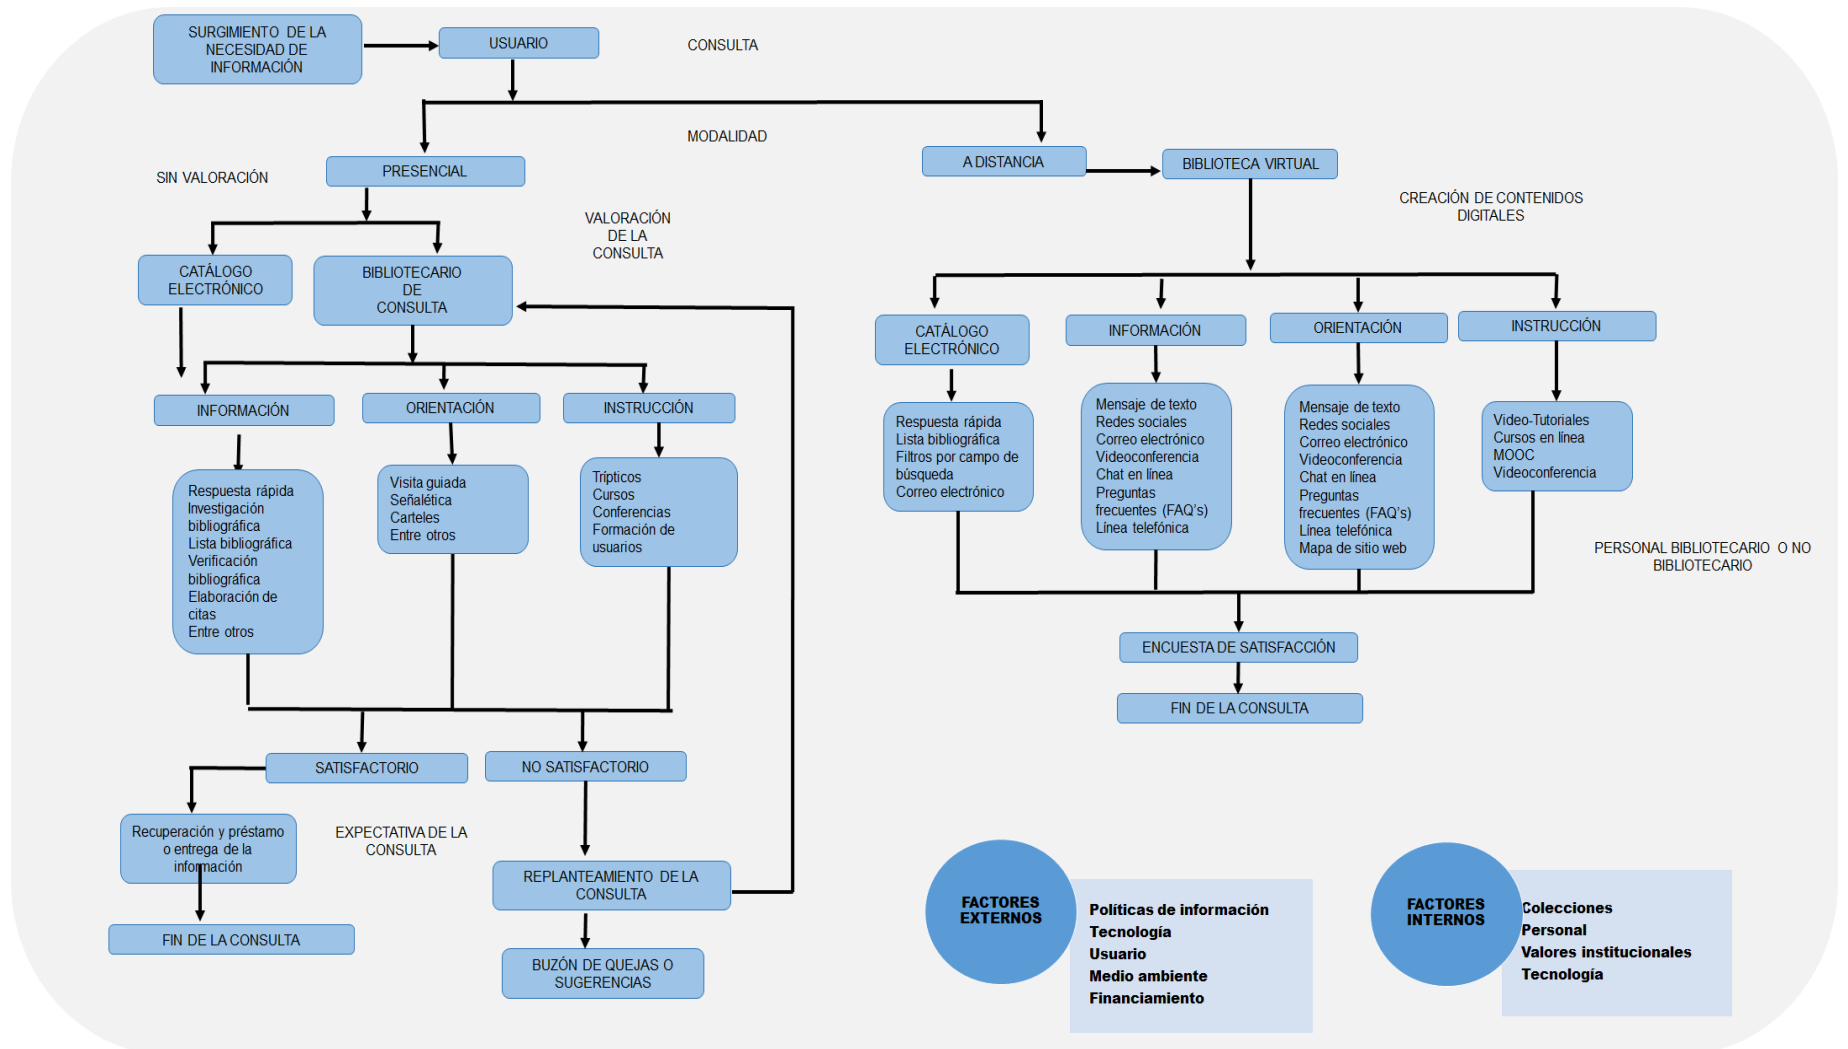 SURGIMIENTO DE LA
NECESIDAD DE
INFORMACIÓN
USUARIO
CONSULTA
MODALIDAD
PRESENCIAL
SIN VALORACIÓN
A DISTANCIA
BIBLIOTECA VIRTUAL
CREACIÓN DE CONTENIDOS
DIGITALES
VALORACIÓN
DE LA
CONSULTA
CATÁLOGO
ELECTRÓNICO
BIBLIOTECARIO
DE
CONSULTA
INFORMACIÓN
ORIENTACIÓN
INSTRUCCIÓN
Respuesta rápida
Investigación
bibliográfica
Lista bibliográfica
Verificación
bibliográfica
Elaboración de
citas
Entre otros
Visita guiada
Señalética
Carteles
Entre otros
Trípticos
Cursos
Conferencias
Formación de
usuarios
SATISFACTORIO
NO SATISFACTORIO
Recuperación y préstamo
o entrega de la
información
EXPECTATIVA DE LA
CONSULTA
FIN DE LA CONSULTA
REPLANTEAMIENTO DE LA
CONSULTA
BUZÓN DE QUEJAS O
SUGERENCIAS
CATÁLOGO
ELECTRÓNICO
INFORMACIÓN
ORIENTACIÓN
INSTRUCCIÓN
Respuesta rápida
Lista bibliográfica
Filtros por campo de
búsqueda
Correo electrónico
Mensaje de texto
Redes sociales
Correo electrónico
Videoconferencia
Chat en línea
Preguntas
frecuentes (FAQ's)
Línea telefónica
Mensaje de texto
Redes sociales
Correo electrónico
Videoconferencia
Chat en línea
Preguntas
frecuentes (FAQ's)
Línea telefónica
Mapa de sitio web
Video-Tutoriales
Cursos en línea
MOOC
Videoconferencia
PERSONAL BIBLIOTECARIO O NO
BIBLIOTECARIO
ENCUESTA DE SATISFACCIÓN
FIN DE LA CONSULTA
FACTORES
EXTERNOS
Políticas de información
Tecnología
Usuario
Medio ambiente
Financiamiento
FACTORES
INTERNOS
Colecciones
Personal
Valores institucionales
Tecnología